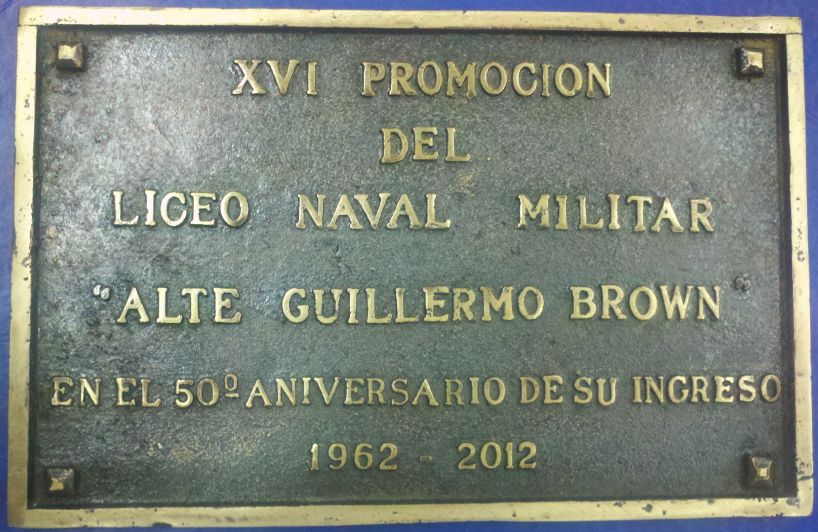 XVI PROMOCION
DEL
LICEO NAVAL MILITAR
"ALTE GUILLERMO BROWN"
EN EL 50º ANIVERSARIO DE SU INGRESO
1962 - 2012